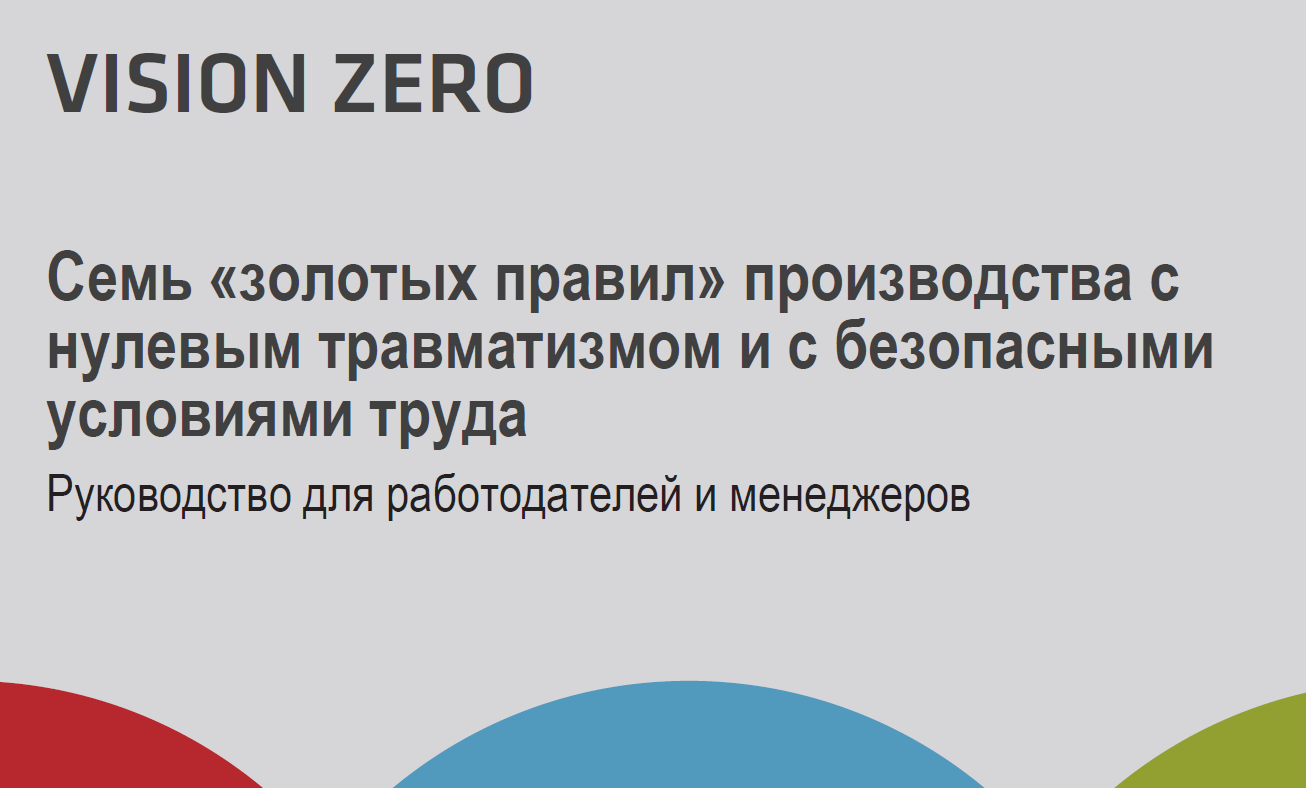 VISION ZERO
Семь «золотых правил» производства с
нулевым травматизмом и с безопасными
условиями труда
Руководство для работодателей и менеджеров